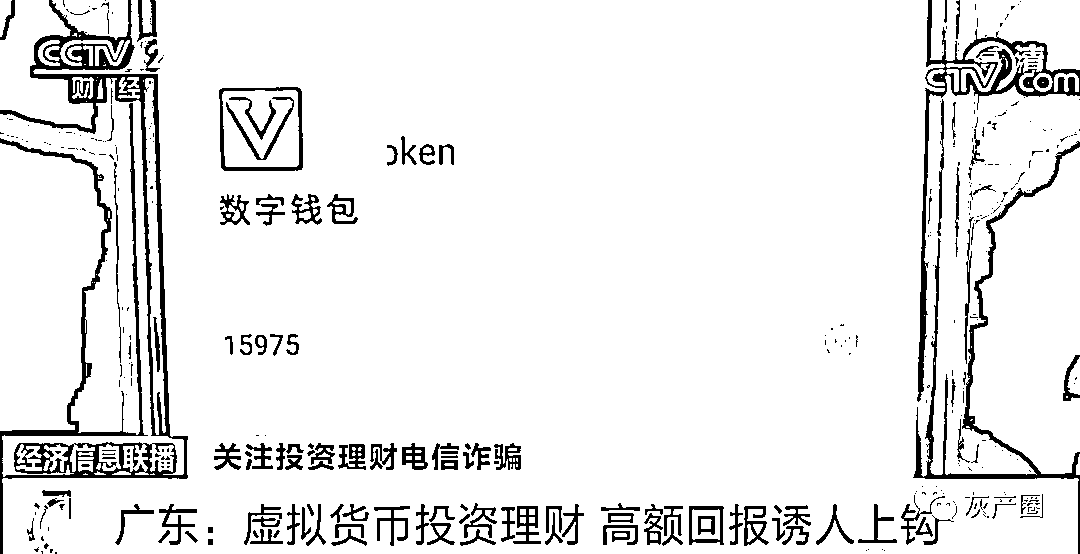 CCTV 2
财经
CCTV.com
高清
oken
数字钱包
15975
经济信息联播
关注投资理财电信诈骗
广东：虚拟货币投资理财 高额回报诱人上钩
灰产圈